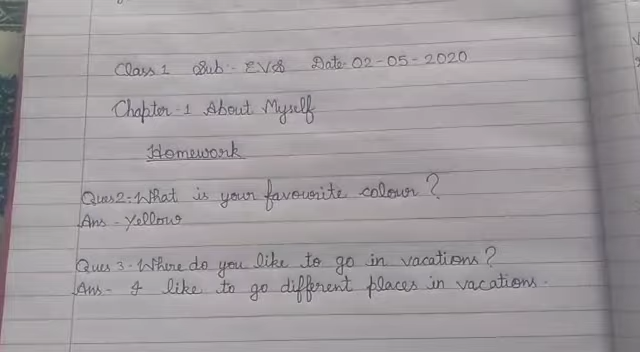 Class 1 Sub:- EVS Date- 02-05-2020
Chapter-1 About Myself
Homework
Ques2:- What is your favourite colour?
Ans - Yellow
Ques 3 - Where do you like to go in vacations?
Ans - I like to go different places in vacations.